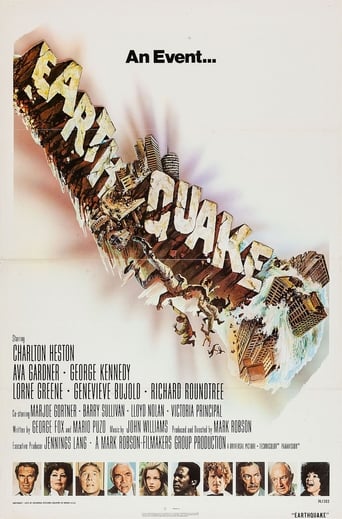 An Event...
EARTH
QUAKE
Starring
CHARLTON HESTON
AVA GARDNER • GEORGE KENNEDY
LORNE GREENE • GENEVIEVE BUJOLD • RICHARD ROUNDTREE
Co-starring MARJOE GORTNER • BARRY SULLIVAN • LLOYD NOLAN • VICTORIA PRINCIPAL
Written by GEORGE FOX and MARIO PUZO Music by JOHN WILLIAMS Produced and Directed by MARK ROBSON
Executive Producer JENNINGS LANG • A MARK ROBSON-FILMAKERS GROUP PRODUCTION • A UNIVERSAL PICTURE • TECHNICOLOR® PANAVISION®
"EARTHQUAKE"